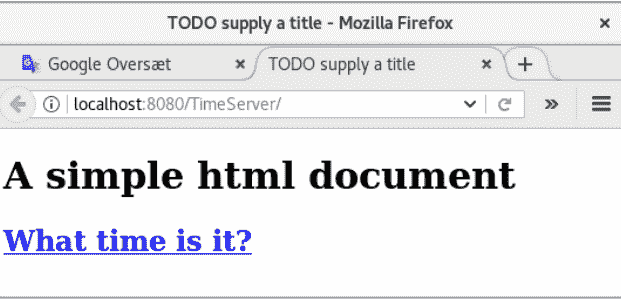 TODO supply a title - Mozilla Firefox
Google Oversæt
TODO supply a title
localhost:8080/TimeServer/
A simple html document
What time is it?